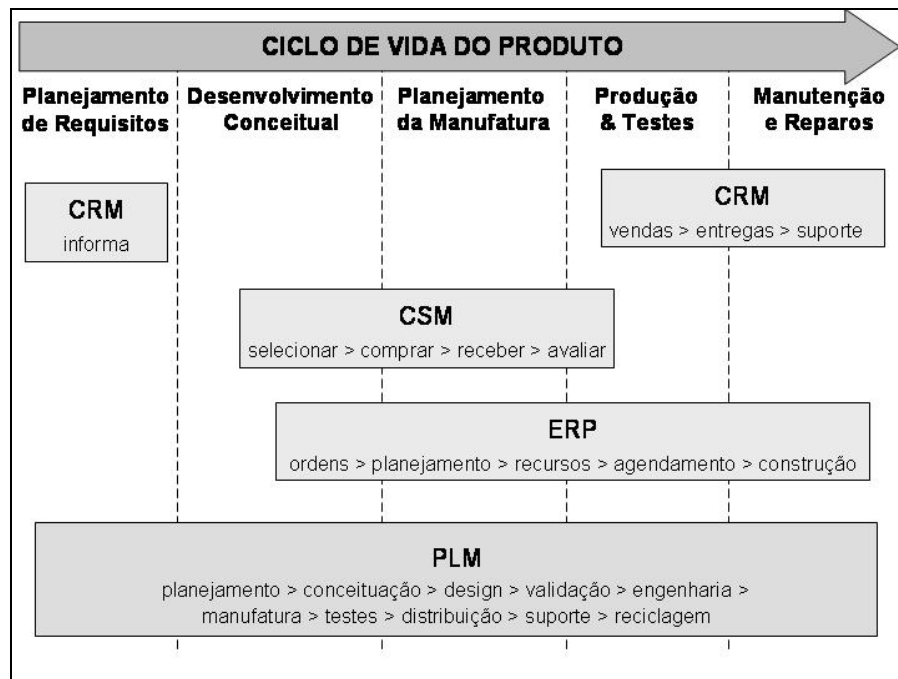 CICLO DE VIDA DO PRODUTO
Planejamento
de Requisitos
Desenvolvimento
Conceitual
Planejamento
da Manufatura
Produção
& Testes
Manutenção
e Reparos
CRM
informa
CRM
vendas > entregas > suporte
CSM
selecionar > comprar > receber > avaliar
ERP
ordens > planejamento > recursos > agendamento > construção
PLM
planejamento > conceituação > design > validação > engenharia >
manufatura > testes > distribuição > suporte > reciclagem